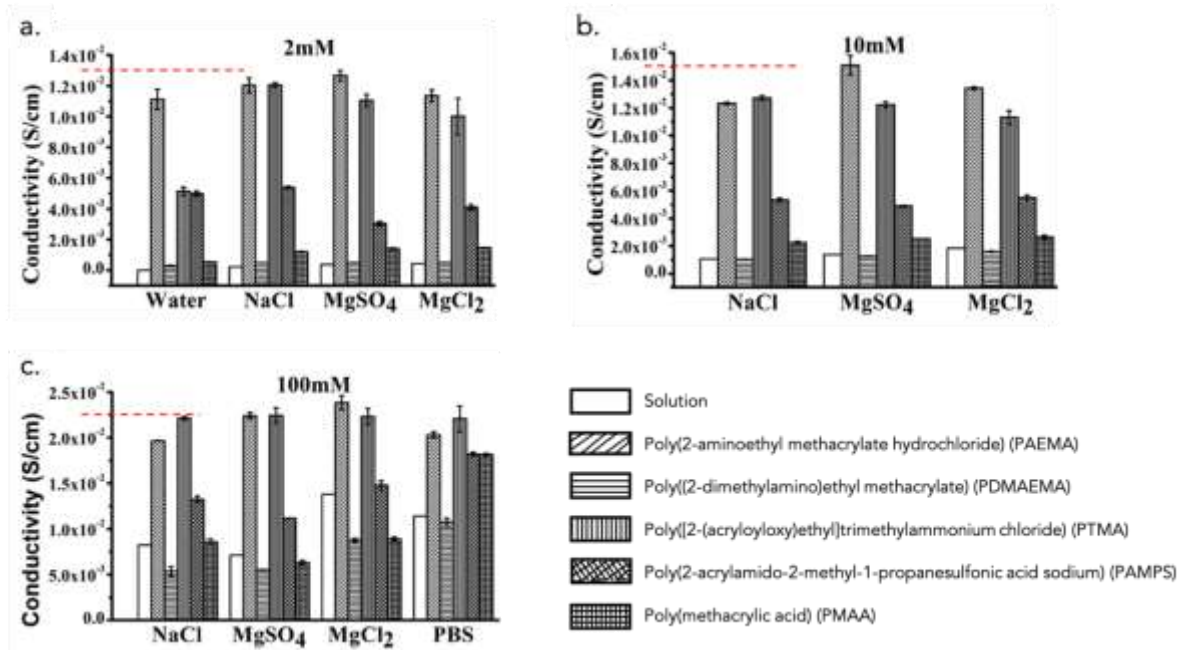 a.
2mM
Conductivity (S/cm)
1.4x10⁻²
1.2x10⁻²
1.0x10⁻²
8.0x10⁻³
6.0x10⁻³
4.0x10⁻³
2.0x10⁻³
0.0
Water NaCl MgSO₄ MgCl₂
b.
10mM
Conductivity (S/cm)
1.6x10⁻²
1.4x10⁻²
1.2x10⁻²
1.0x10⁻²
8.0x10⁻³
6.0x10⁻³
4.0x10⁻³
2.0x10⁻³
0.0
NaCl MgSO₄ MgCl₂
c.
100mM
Conductivity (S/cm)
2.5x10⁻²
2.0x10⁻²
1.5x10⁻²
1.0x10⁻²
5.0x10⁻³
0.0
NaCl MgSO₄ MgCl₂ PBS
Solution
Poly(2-aminoethyl methacrylate hydrochloride) (PAEMA)
Poly((2-dimethylamino)ethyl methacrylate) (PDMAEMA)
Poly([2-(acryloyloxy)ethyl]trimethylammonium chloride) (PTMA)
Poly(2-acrylamido-2-methyl-1-propanesulfonic acid sodium) (PAMPS)
Poly(methacrylic acid) (PMAA)